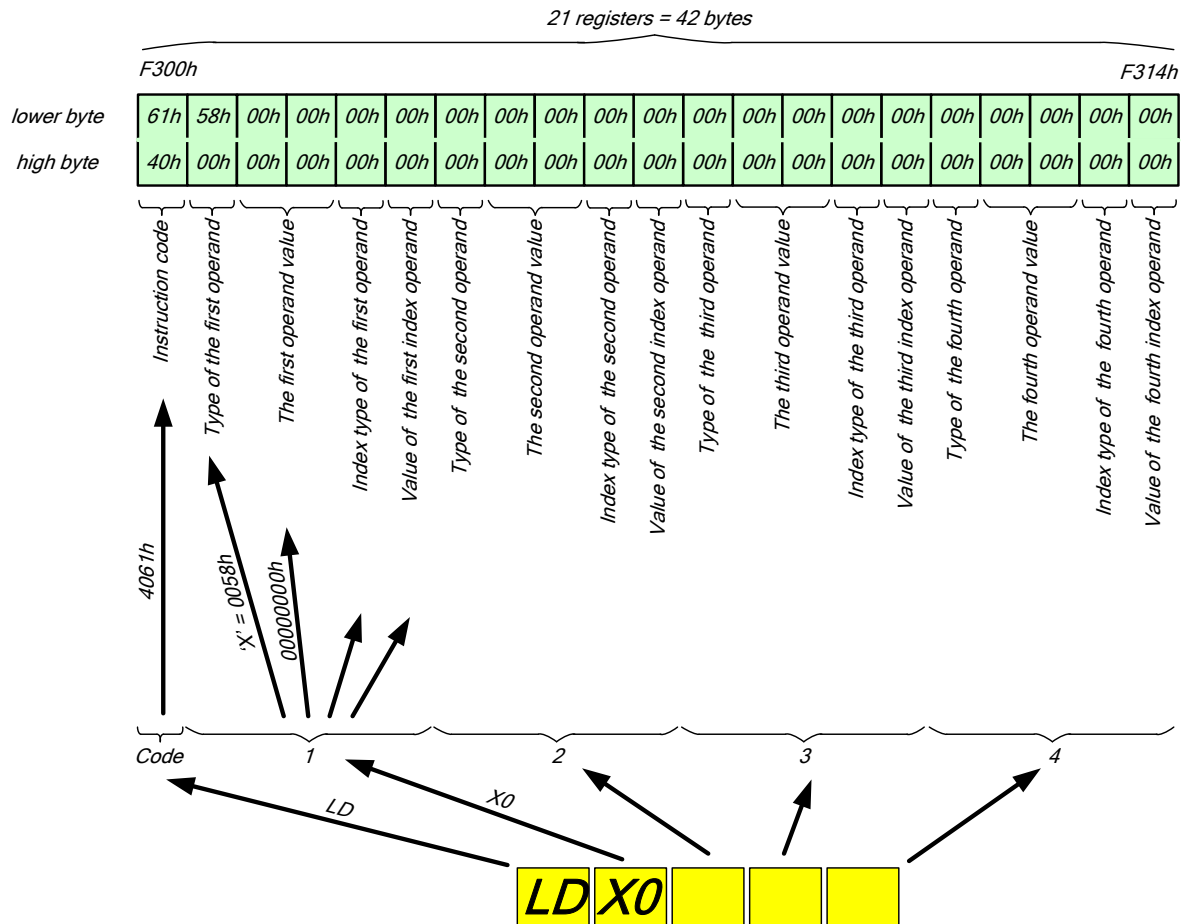 21 registers = 42 bytes
F300h F314h
lower byte 61h 58h 00h 00h 00h 00h 00h 00h 00h 00h 00h 00h 00h 00h 00h 00h 00h 00h 00h 00h 00h
high byte 40h 00h 00h 00h 00h 00h 00h 00h 00h 00h 00h 00h 00h 00h 00h 00h 00h 00h 00h 00h 00h
Instruction code
Type of the first operand
The first operand value
Index type of the first operand
Value of the first index operand
Type of the second operand
The second operand value
Index type of the second operand
Value of the second index operand
Type of the third operand
The third operand value
Index type of the third operand
Value of the third index operand
Type of the fourth operand
The fourth operand value
Index type of the fourth operand
Value of the fourth index operand
4061h
'X' = 0058h
00000000h
Code 1 2 3 4
LD
X0
LD X0